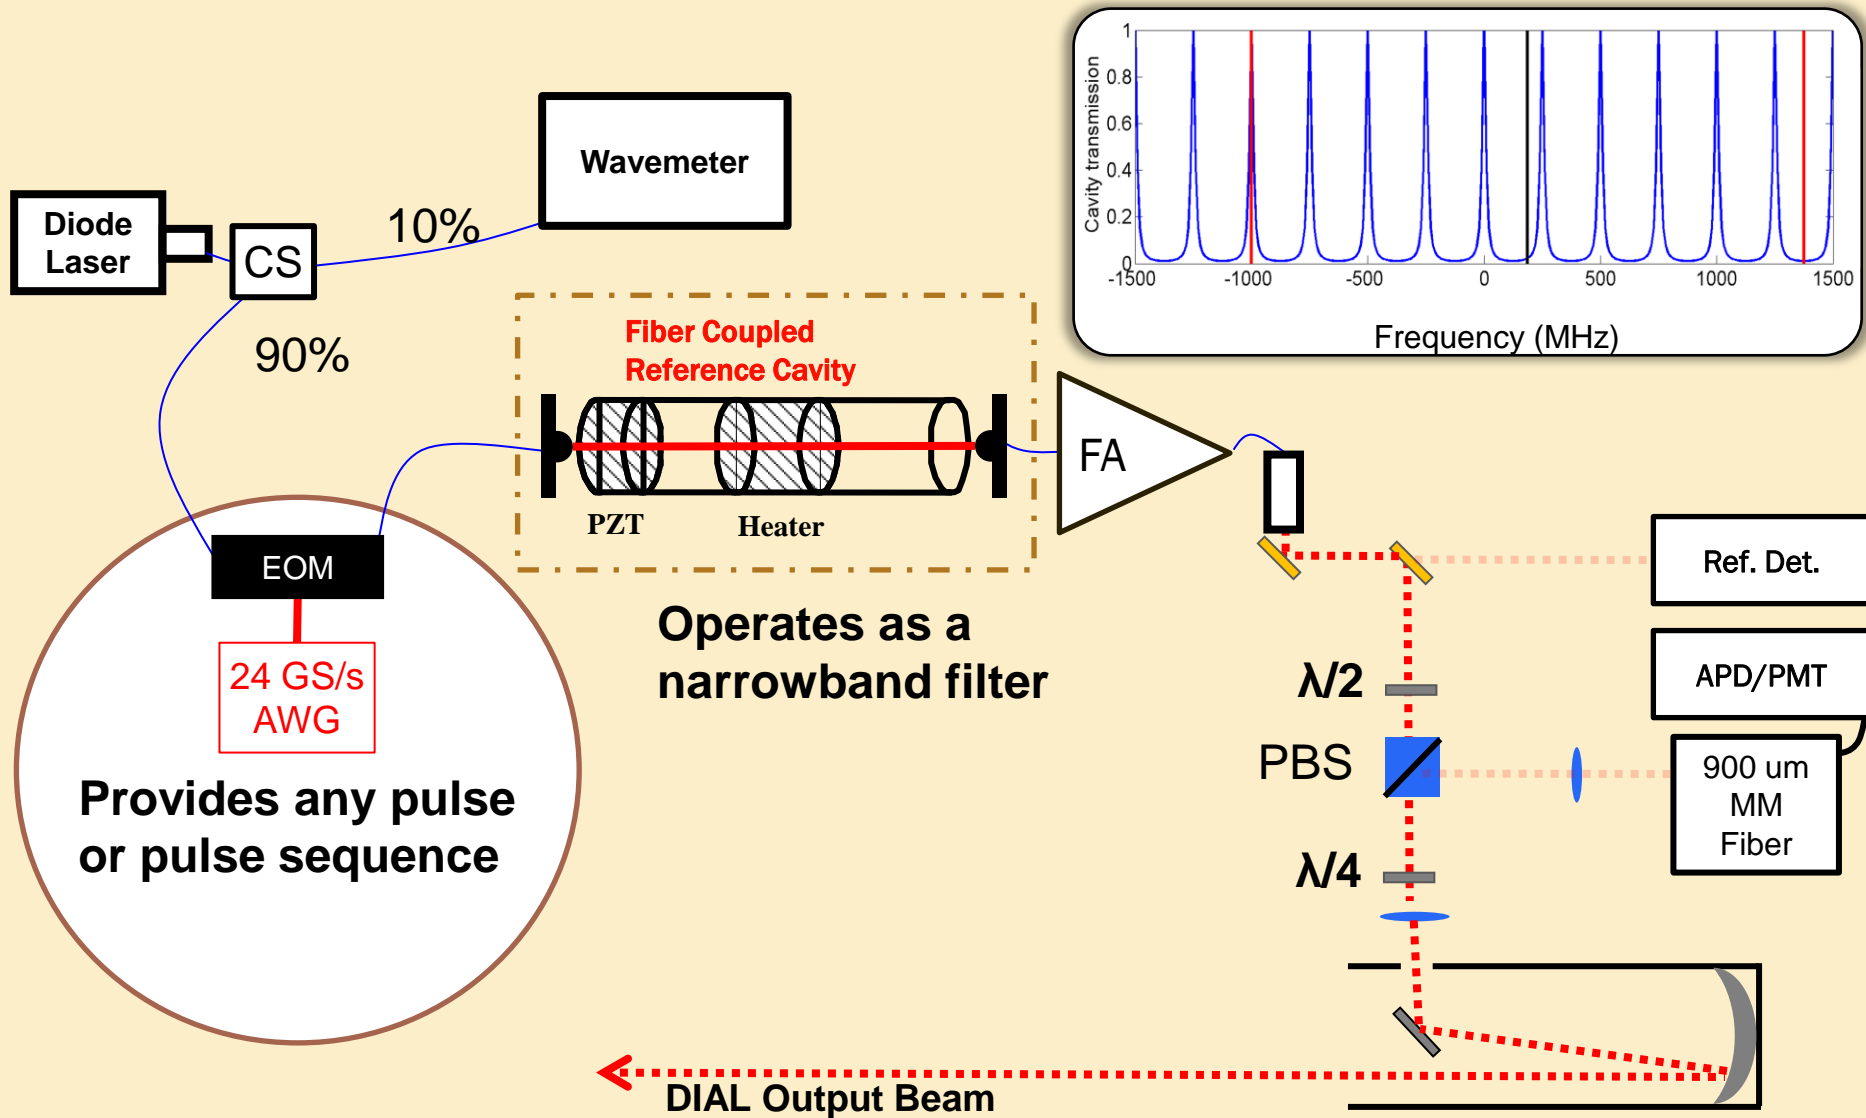 Diode
Laser
CS
10%
90%
Wavemeter
Fiber Coupled
Reference Cavity
PZT
Heater
FA
EOM
24 GS/s
AWG
Provides any pulse
or pulse sequence
Operates as a
narrowband filter
Cavity transmission
1
0.8
0.6
0.4
0.2
0
-1500
-1000
-500
0
500
1000
1500
Frequency (MHz)
Ref. Det.
APD/PMT
900 um
MM
Fiber
λ/2
PBS
λ/4
DIAL Output Beam